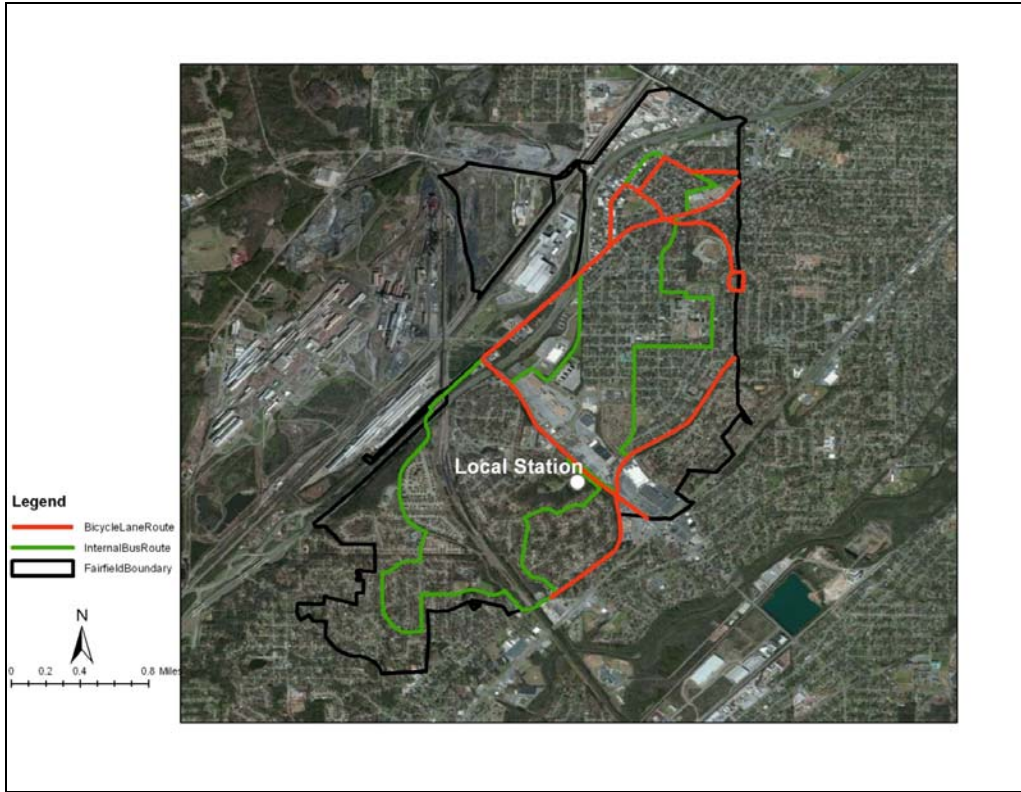 Local Station
Legend
BicycleLaneRoute
InternalBusRoute
FairfieldBoundary
N
0 0.2 0.4 0.8 Miles